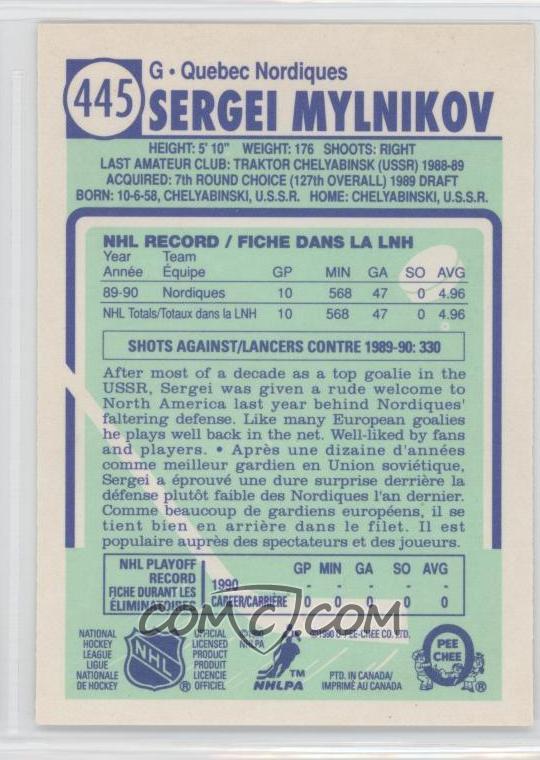 445
G • Quebec Nordiques
SERGEI MYLNIKOV
HEIGHT: 5' 10" WEIGHT: 176 SHOOTS: RIGHT
LAST AMATEUR CLUB: TRAKTOR CHELYABINSK (USSR) 1988-89
ACQUIRED: 7th ROUND CHOICE (127th OVERALL) 1989 DRAFT
BORN: 10-6-58, CHELYABINSKI, U.S.S.R. HOME: CHELYABINSKI, U.S.S.R.
NHL RECORD / FICHE DANS LA LNH
Year Team
Année Équipe GP MIN GA SO AVG
89-90 Nordiques 10 568 47 0 4.96
NHL Totals/Totaux dans la LNH 10 568 47 0 4.96
SHOTS AGAINST/LANCERS CONTRE 1989-90: 330
After most of a decade as a top goalie in the
USSR, Sergei was given a rude welcome to
North America last year behind Nordiques'
faltering defense. Like many European goalies
he plays well back in the net. Well-liked by fans
and players. • Après une dizaine d'années
comme meilleur gardien en Union soviétique,
Sergei a éprouvé une dure surprise derrière la
défense plutôt faible des Nordiques l'an dernier.
Comme beaucoup de gardiens européens, il se
tient bien en arrière dans le filet. Il est
populaire auprès des spectateurs et des joueurs.
NHL PLAYOFF RECORD
FICHE DURANT LES ÉLIMINATOIRES
GP MIN GA SO AVG
1990 - - - - -
CAREER/CARRIÈRE 0 0 0 0 0
COMC.COM
NATIONAL HOCKEY LEAGUE
LIGUE NATIONALE DE HOCKEY
NHL ®
OFFICIAL LICENSED PRODUCT
PRODUIT LICENCIÉ OFFICIEL
©1990 NHLPA
NHLPA ™
©1990 O-PEE-CHEE CO. LTD.
PTD. IN CANADA/
IMPRIMÉ AU CANADA
O PEE CHEE ®